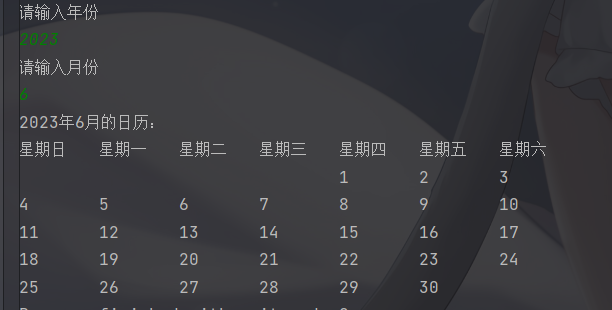 请输入年份
2023
请输入月份
6
2023年6月的日历:
星期日 星期一 星期二 星期三 星期四 星期五 星期六
1 2 3
4 5 6 7 8 9 10
11 12 13 14 15 16 17
18 19 20 21 22 23 24
25 26 27 28 29 30